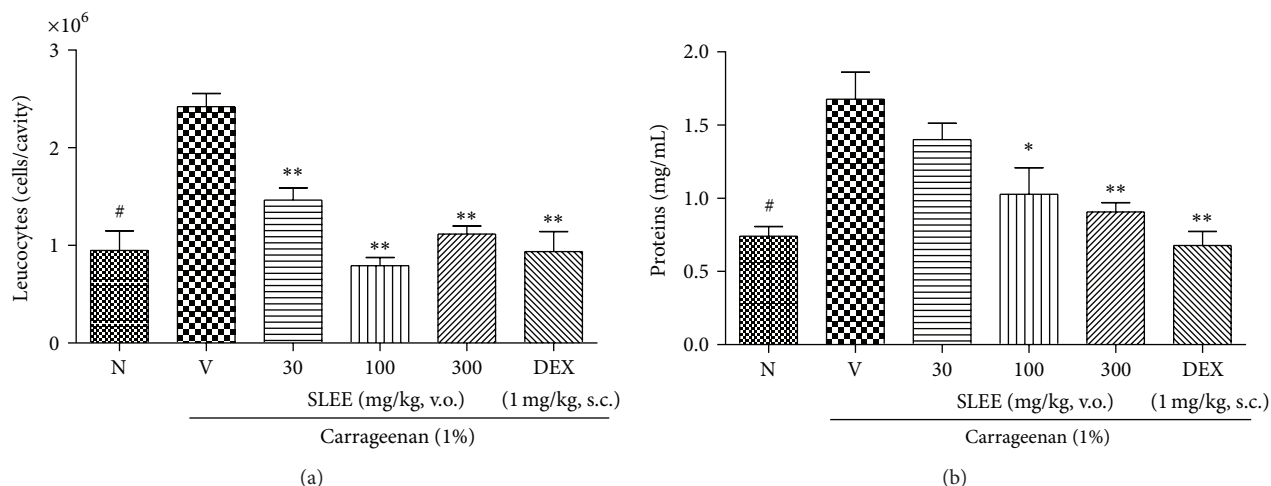 ×10⁶
3
2
1
0
Leucocytes (cells/cavity)
#
**
**
**
**
N V 30 100 300 DEX
SLEE (mg/kg, v.o.) (1 mg/kg, s.c.)
Carrageenan (1%)
(a)
2.0
1.5
1.0
0.5
0.0
Proteins (mg/mL)
#
*
**
**
N V 30 100 300 DEX
SLEE (mg/kg, v.o.) (1 mg/kg, s.c.)
Carrageenan (1%)
(b)